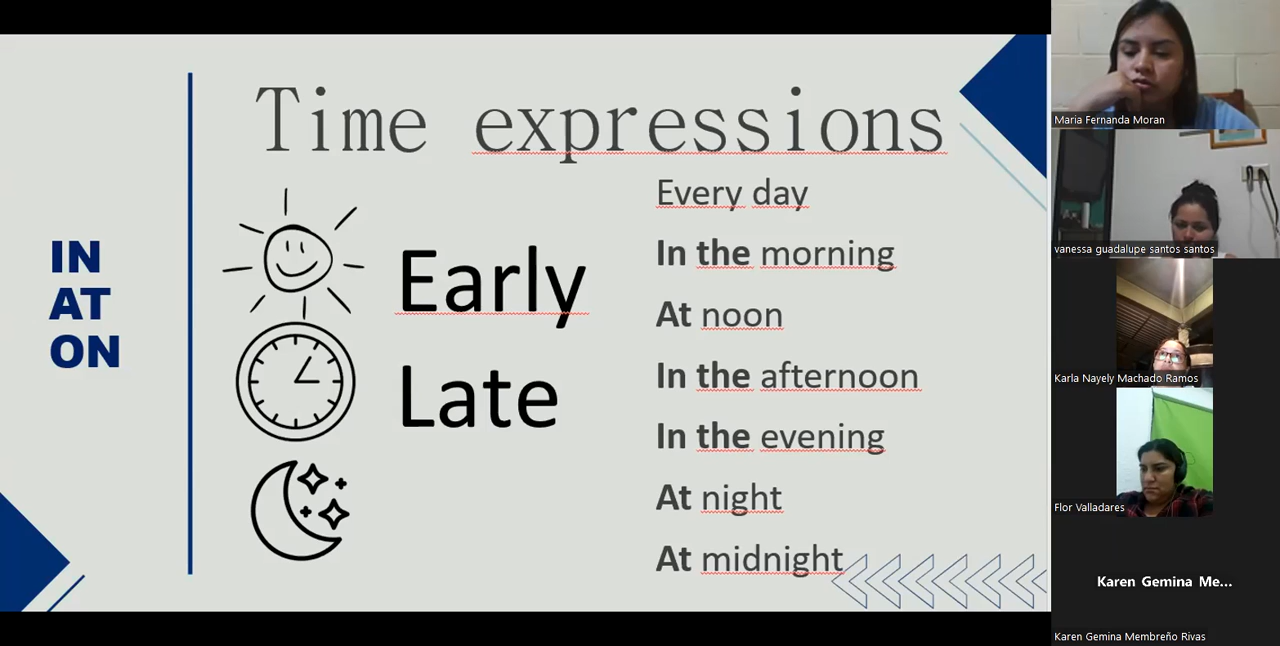 Time expressions
IN
AT
ON
Early
Late
Every day
In the morning
At noon
In the afternoon
In the evening
At night
At midnight
Maria Fernanda Moran
vanessa guadalupe santos santos
Karla Nayely Machado Ramos
Flor Valladares
Karen Gemina Me...
Karen Gemina Membreño Rivas